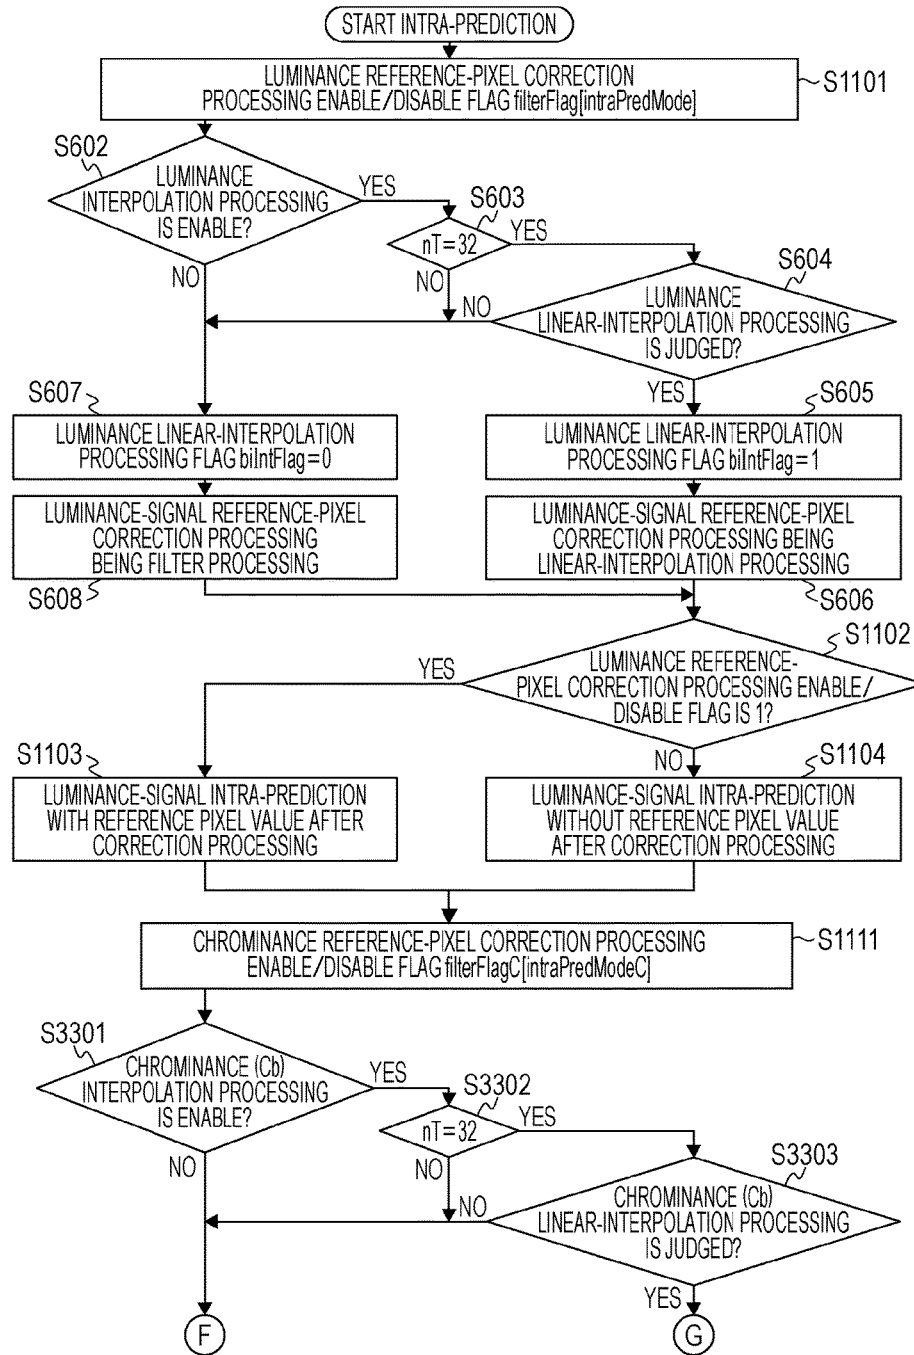 START INTRA-PREDICTION
LUMINANCE REFERENCE-PIXEL CORRECTION
PROCESSING ENABLE/DISABLE FLAG filterFlag[intraPredMode]
S1101
S602
LUMINANCE
INTERPOLATION PROCESSING
IS ENABLE?
YES
NO
S603
nT=32
YES
NO
S604
LUMINANCE
LINEAR-INTERPOLATION PROCESSING
IS JUDGED?
NO
YES
S607
LUMINANCE LINEAR-INTERPOLATION
PROCESSING FLAG biIntFlag=0
S605
LUMINANCE LINEAR-INTERPOLATION
PROCESSING FLAG biIntFlag=1
LUMINANCE-SIGNAL REFERENCE-PIXEL
CORRECTION PROCESSING
BEING FILTER PROCESSING
S608
LUMINANCE-SIGNAL REFERENCE-PIXEL
CORRECTION PROCESSING BEING
LINEAR-INTERPOLATION PROCESSING
S606
S1102
LUMINANCE REFERENCE-
PIXEL CORRECTION PROCESSING ENABLE/
DISABLE FLAG IS 1?
YES
NO
S1103
LUMINANCE-SIGNAL INTRA-PREDICTION
WITH REFERENCE PIXEL VALUE AFTER
CORRECTION PROCESSING
S1104
LUMINANCE-SIGNAL INTRA-PREDICTION
WITHOUT REFERENCE PIXEL VALUE
AFTER CORRECTION PROCESSING
CHROMINANCE REFERENCE-PIXEL CORRECTION PROCESSING
ENABLE/DISABLE FLAG filterFlagC[intraPredModeC]
S1111
S3301
CHROMINANCE (Cb)
INTERPOLATION PROCESSING
IS ENABLE?
YES
NO
S3302
nT=32
YES
NO
S3303
CHROMINANCE (Cb)
LINEAR-INTERPOLATION PROCESSING
IS JUDGED?
NO
YES
F
G